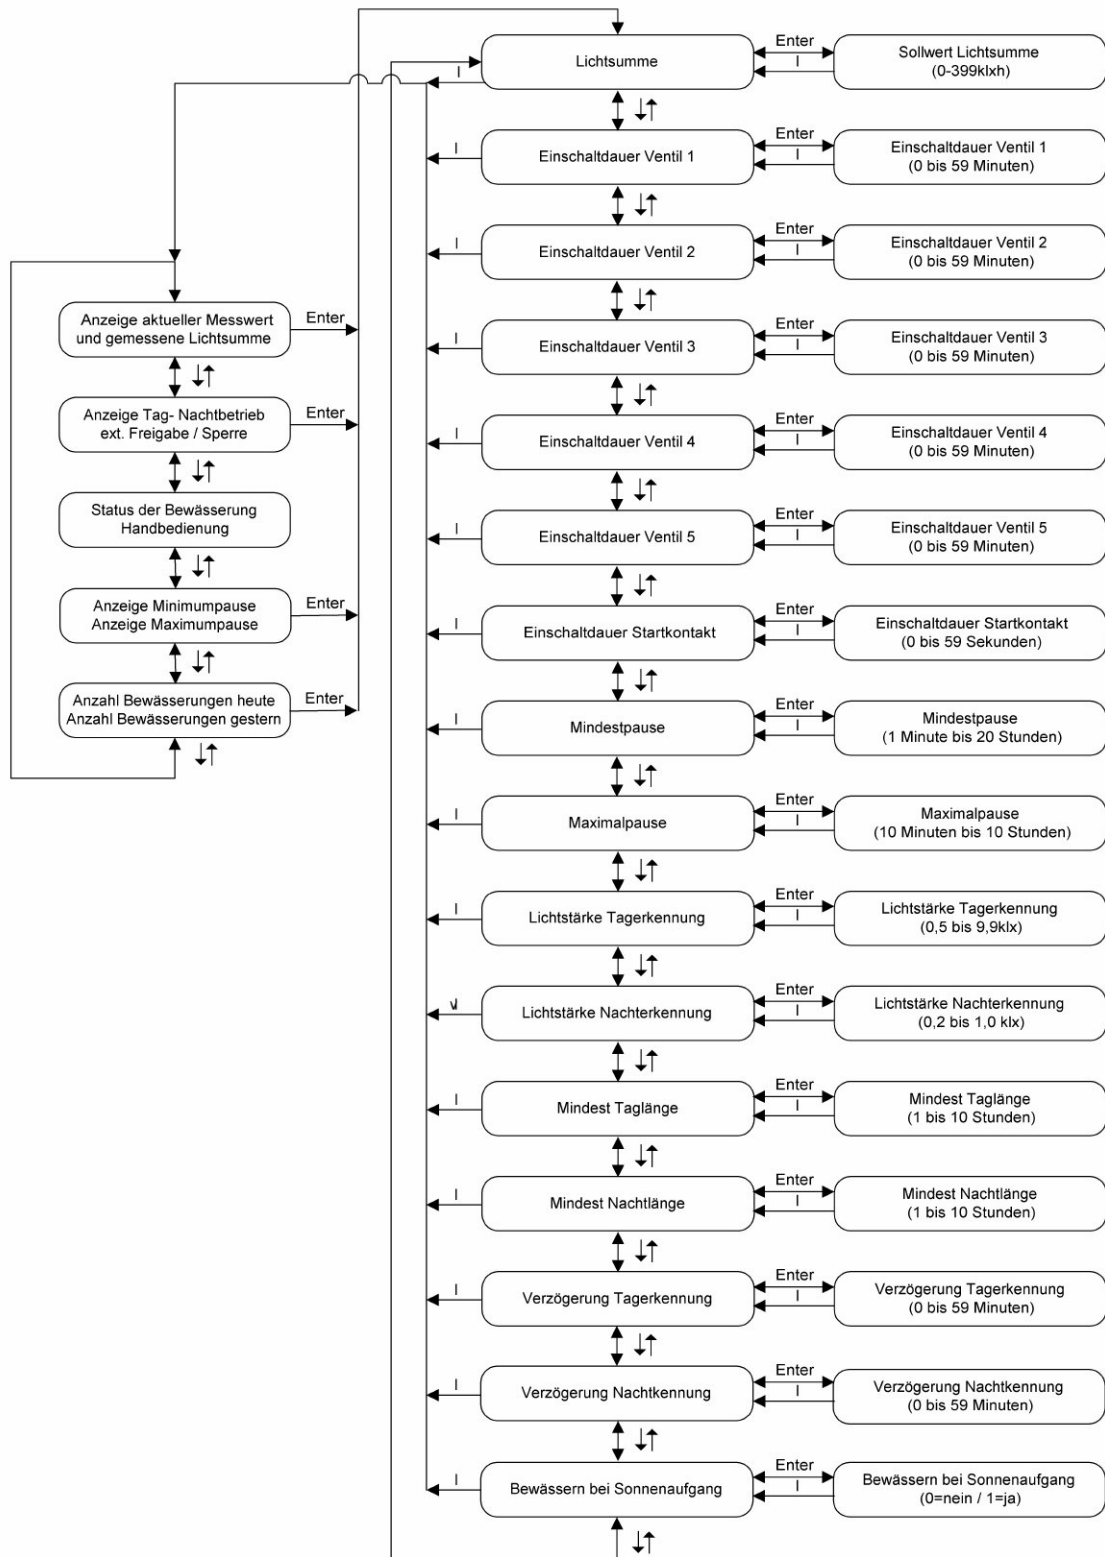 Lichtsumme
Enter
I
Sollwert Lichtsumme
(0-399klxh)
I
↓↑
Einschaltdauer Ventil 1
Enter
I
Einschaltdauer Ventil 1
(0 bis 59 Minuten)
I
↓↑
Einschaltdauer Ventil 2
Enter
I
Einschaltdauer Ventil 2
(0 bis 59 Minuten)
I
↓↑
Einschaltdauer Ventil 3
Enter
I
Einschaltdauer Ventil 3
(0 bis 59 Minuten)
I
↓↑
Einschaltdauer Ventil 4
Enter
I
Einschaltdauer Ventil 4
(0 bis 59 Minuten)
I
↓↑
Einschaltdauer Ventil 5
Enter
I
Einschaltdauer Ventil 5
(0 bis 59 Minuten)
I
↓↑
Einschaltdauer Startkontakt
Enter
I
Einschaltdauer Startkontakt
(0 bis 59 Sekunden)
I
↓↑
Mindestpause
Enter
I
Mindestpause
(1 Minute bis 20 Stunden)
I
↓↑
Maximalpause
Enter
I
Maximalpause
(10 Minuten bis 10 Stunden)
I
↓↑
Lichtstärke Tagerkennung
Enter
I
Lichtstärke Tagerkennung
(0,5 bis 9,9klx)
I
↓↑
Lichtstärke Nachterkennung
Enter
I
Lichtstärke Nachterkennung
(0,2 bis 1,0 klx)
↓↑
Mindest Taglänge
Enter
I
Mindest Taglänge
(1 bis 10 Stunden)
I
↓↑
Mindest Nachtlänge
Enter
I
Mindest Nachtlänge
(1 bis 10 Stunden)
I
↓↑
Verzögerung Tagerkennung
Enter
I
Verzögerung Tagerkennung
(0 bis 59 Minuten)
I
↓↑
Verzögerung Nachtkennung
Enter
I
Verzögerung Nachtkennung
(0 bis 59 Minuten)
I
↓↑
Bewässern bei Sonnenaufgang
Enter
I
Bewässern bei Sonnenaufgang
(0=nein / 1=ja)
I
↓↑
Anzeige aktueller Messwert
und gemessene Lichtsumme
Enter
↓↑
Anzeige Tag- Nachtbetrieb
ext. Freigabe / Sperre
Enter
↓↑
Status der Bewässerung
Handbedienung
↓↑
Anzeige Minimumpause
Anzeige Maximumpause
Enter
↓↑
Anzahl Bewässerungen heute
Anzahl Bewässerungen gestern
Enter
↓↑